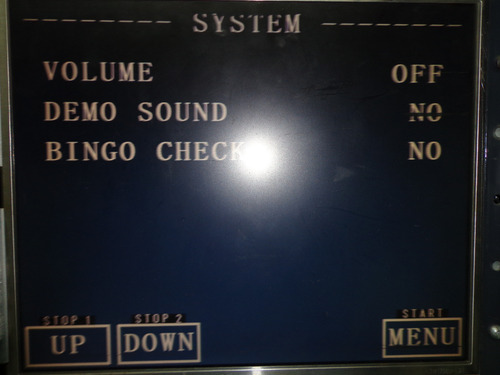 SYSTEM
VOLUME OFF
DEMO SOUND NO
BINGO CHECK NO
STOP 1 STOP 2 START
UP DOWN MENU